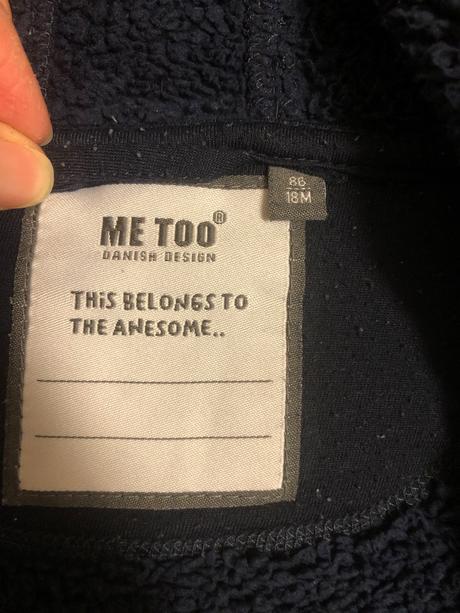 86
18M
ME TOO®
DANISH DESIGN
THIS BELONGS TO
THE AWESOME..